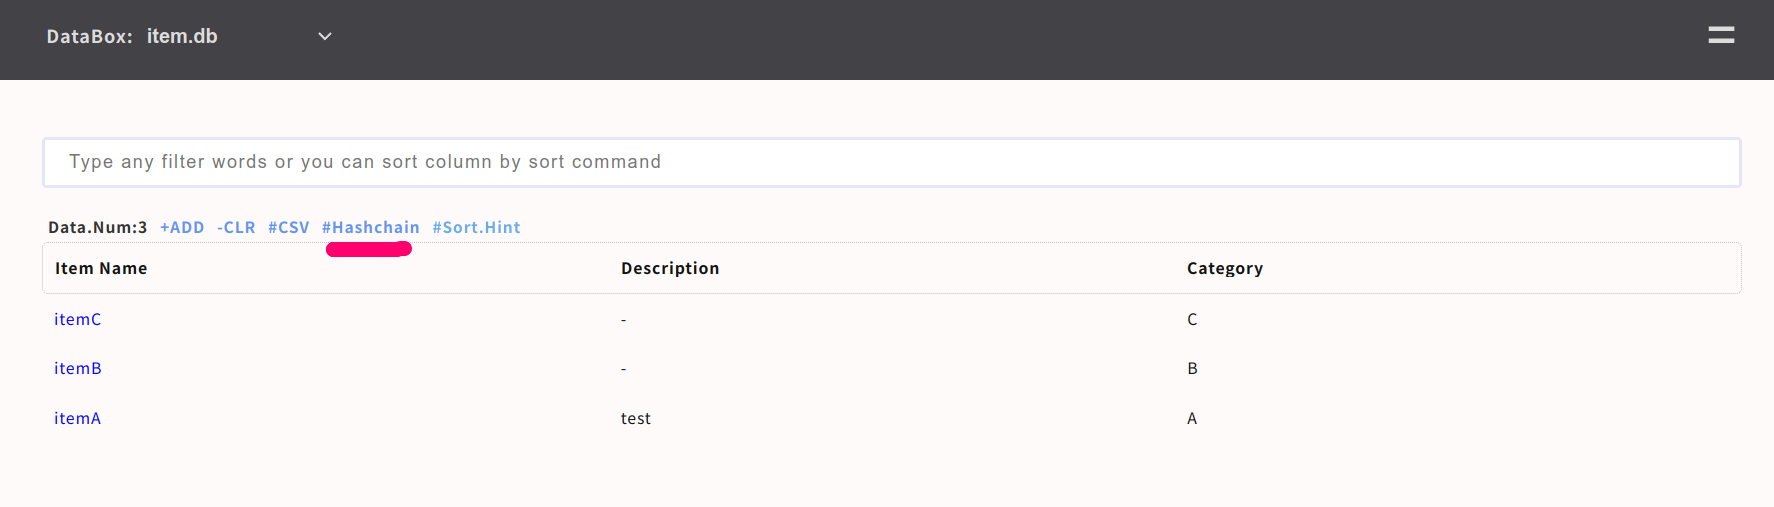 DataBox: item.db
Type any filter words or you can sort column by sort command
Data.Num:3 +ADD -CLR #CSV #Hashchain #Sort.Hint
Item Name Description Category
itemC - C
itemB - B
itemA test A